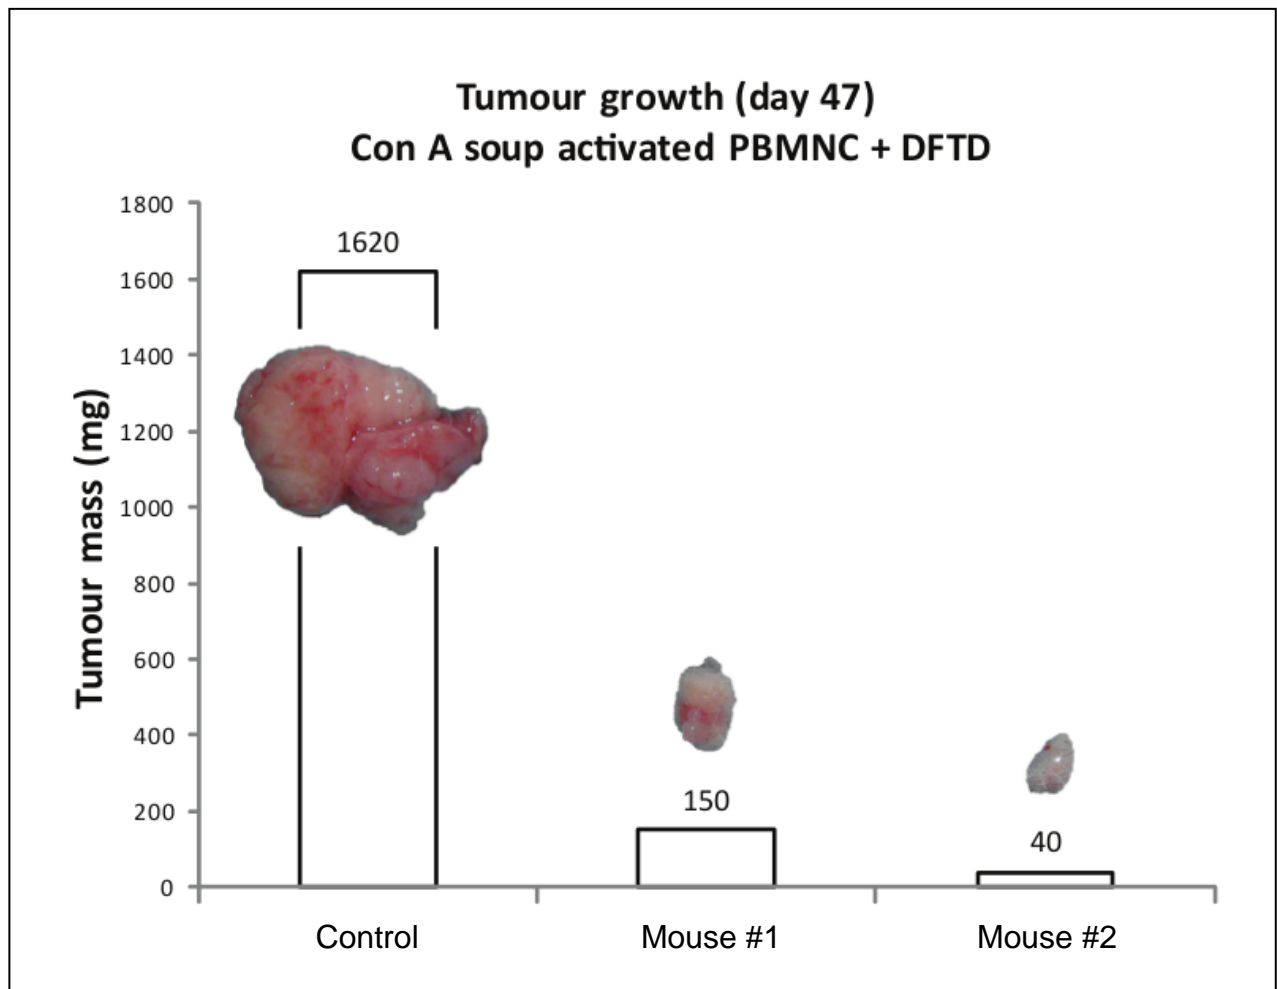 Tumour growth (day 47)
Con A soup activated PBMNC + DFTD
1800
1600
1400
1200
1000
800
600
400
200
0
Tumour mass (mg)
1620
150
40
Control
Mouse #1
Mouse #2